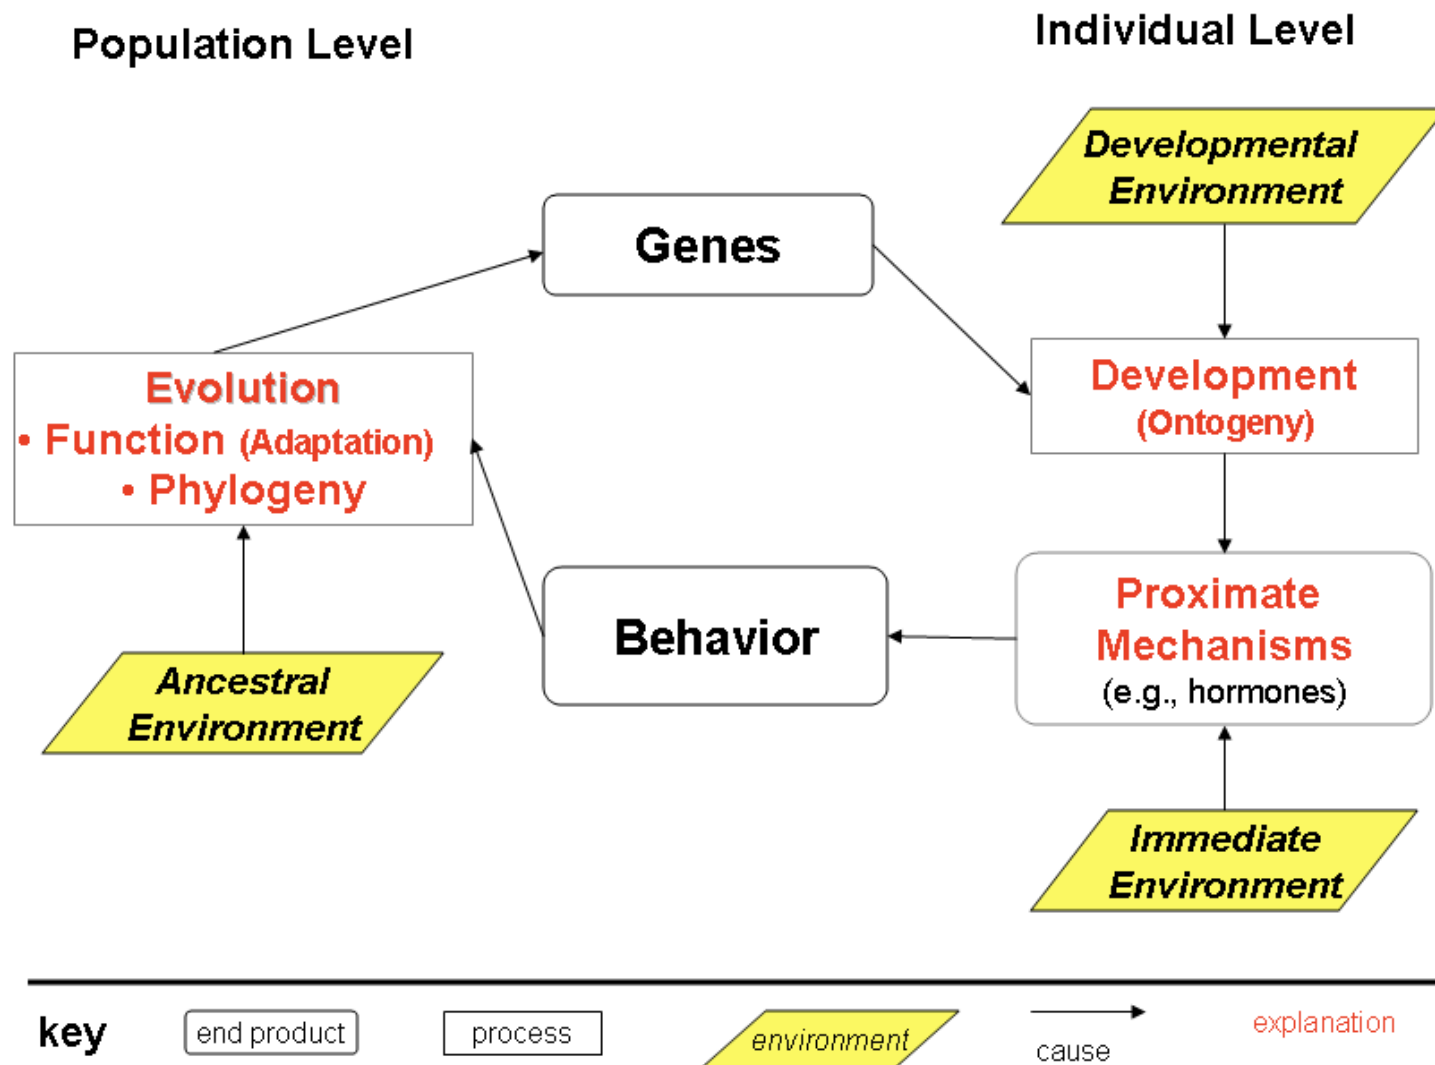 Population Level
Individual Level
Developmental
Environment
Genes
Evolution
• Function (Adaptation)
• Phylogeny
Development
(Ontogeny)
Behavior
Proximate
Mechanisms
(e.g., hormones)
Ancestral
Environment
Immediate
Environment
key
end product
process
environment
cause
explanation